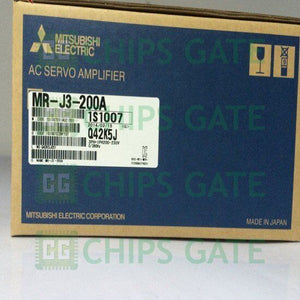 CHIPS GATE
MITSUBISHI
ELECTRIC
AC SERVO AMPLIFIER
MR-J3-200A
1S1007
Q42K5J
CHIPS GATE
MITSUBISHI ELECTRIC CORPORATION
MADE IN JAPAN
CHIPS GATE